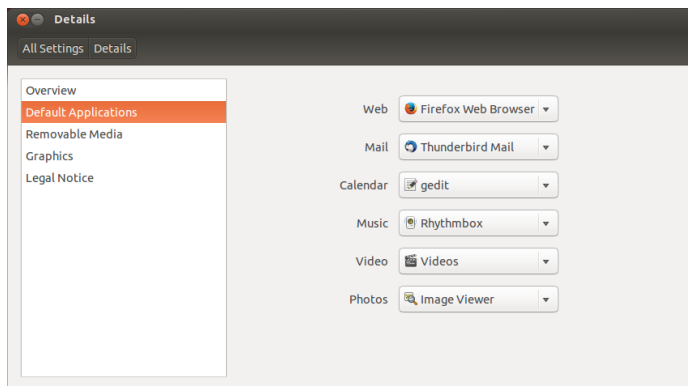 Details
All Settings Details
Overview
Default Applications
Removable Media
Graphics
Legal Notice
Web Firefox Web Browser
Mail Thunderbird Mail
Calendar gedit
Music Rhythmbox
Video Videos
Photos Image Viewer